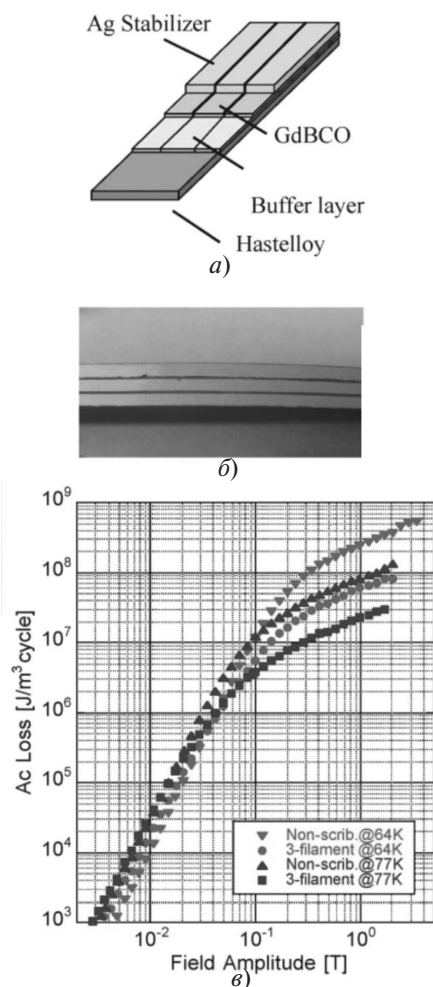 Ag Stabilizer
GdBCO
Buffer layer
Hastelloy
а)
б)
10⁹
10⁸
10⁷
10⁶
10⁵
10⁴
10³
Ac Loss [J/m³cycle]
Non-scrib.@64K
3-filament @64K
Non-scrib.@77K
3-filament @77K
10⁻² 10⁻¹ 10⁰
Field Amplitude [T]
в)